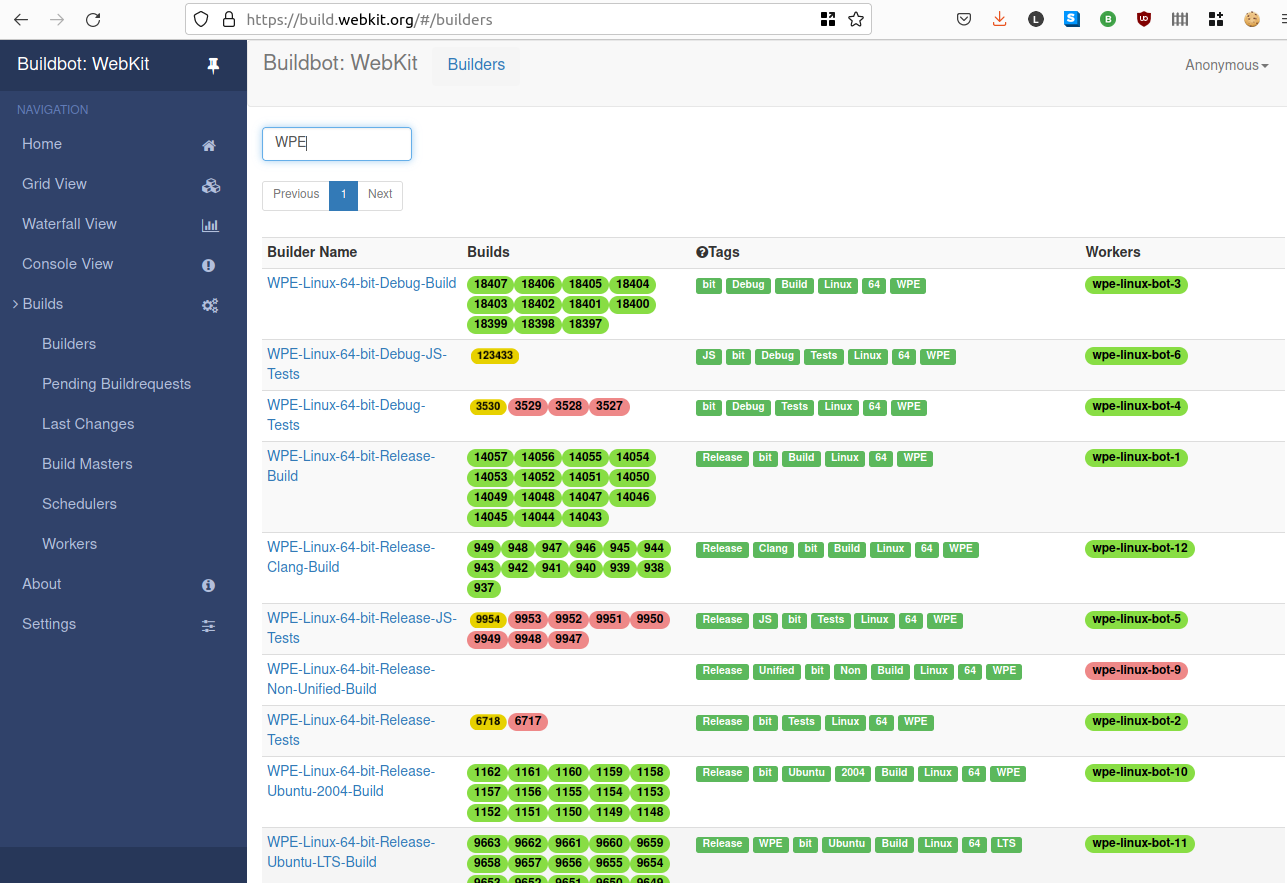 https://build.webkit.org/#/builders
L
S
B
Buildbot: WebKit
NAVIGATION
Home
Grid View
Waterfall View
Console View
Builds
Builders
Pending Buildrequests
Last Changes
Build Masters
Schedulers
Workers
About
Settings
Buildbot: WebKit Builders Anonymous
WPE
Previous 1 Next
Builder Name Builds Tags Workers
WPE-Linux-64-bit-Debug-Build 18407 18406 18405 18404 bit Debug Build Linux 64 WPE wpe-linux-bot-3
18403 18402 18401 18400
18399 18398 18397
WPE-Linux-64-bit-Debug-JS- 123433 JS bit Debug Tests Linux 64 WPE wpe-linux-bot-6
Tests
WPE-Linux-64-bit-Debug- 3530 3529 3528 3527 bit Debug Tests Linux 64 WPE wpe-linux-bot-4
Tests
WPE-Linux-64-bit-Release- 14057 14056 14055 14054 Release bit Build Linux 64 WPE wpe-linux-bot-1
Build 14053 14052 14051 14050
14049 14048 14047 14046
14045 14044 14043
WPE-Linux-64-bit-Release- 949 948 947 946 945 944 Release Clang bit Build Linux 64 WPE wpe-linux-bot-12
Clang-Build 943 942 941 940 939 938
937
WPE-Linux-64-bit-Release-JS- 9954 9953 9952 9951 9950 Release JS bit Tests Linux 64 WPE wpe-linux-bot-5
Tests 9949 9948 9947
WPE-Linux-64-bit-Release- Release Unified bit Non Build Linux 64 WPE wpe-linux-bot-9
Non-Unified-Build
WPE-Linux-64-bit-Release- 6718 6717 Release bit Tests Linux 64 WPE wpe-linux-bot-2
Tests
WPE-Linux-64-bit-Release- 1162 1161 1160 1159 1158 Release bit Ubuntu 2004 Build Linux 64 WPE wpe-linux-bot-10
Ubuntu-2004-Build 1157 1156 1155 1154 1153
1152 1151 1150 1149 1148
WPE-Linux-64-bit-Release- 9663 9662 9661 9660 9659 Release WPE bit Ubuntu Build Linux 64 LTS wpe-linux-bot-11
Ubuntu-LTS-Build 9658 9657 9656 9655 9654
9653 9652 9651 9650 9649